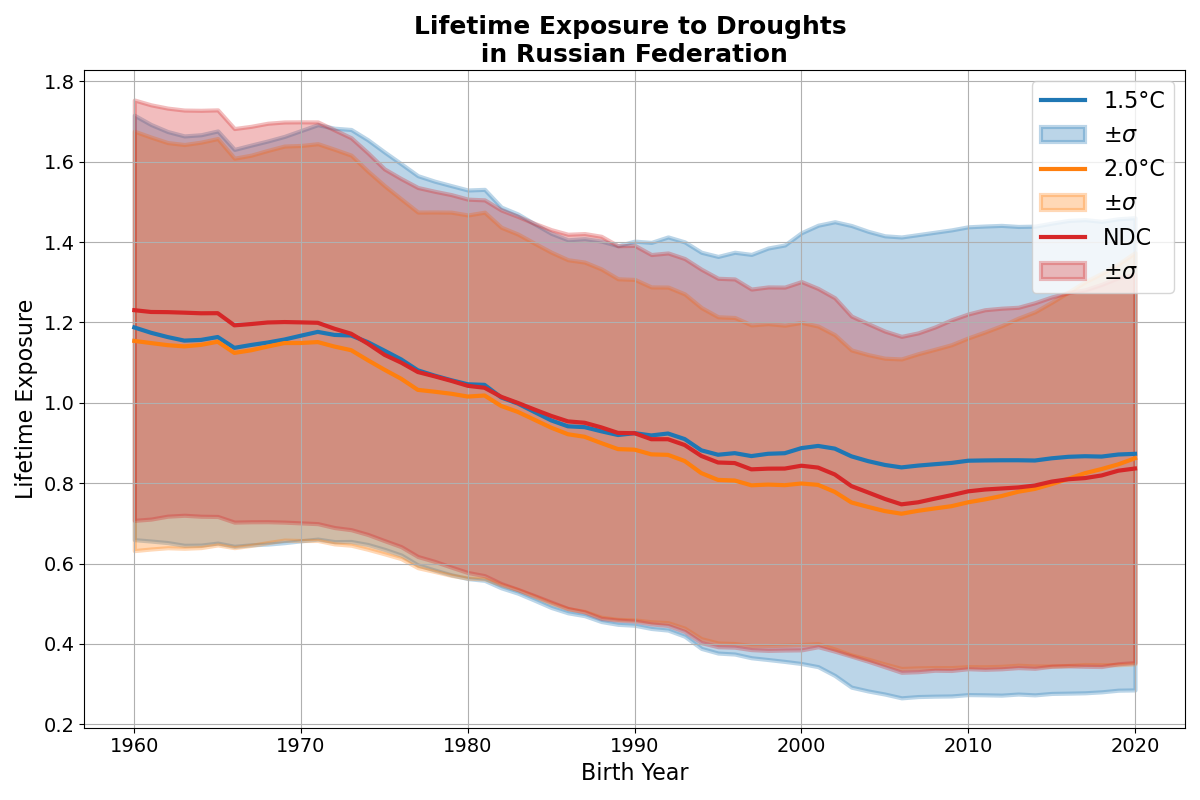 Lifetime Exposure to Droughts
in Russian Federation
1.8
1.6
1.4
1.2
1.0
0.8
0.6
0.4
0.2
Lifetime Exposure
1960
1970
1980
1990
2000
2010
2020
Birth Year
1.5°C
±σ
2.0°C
±σ
NDC
±σ